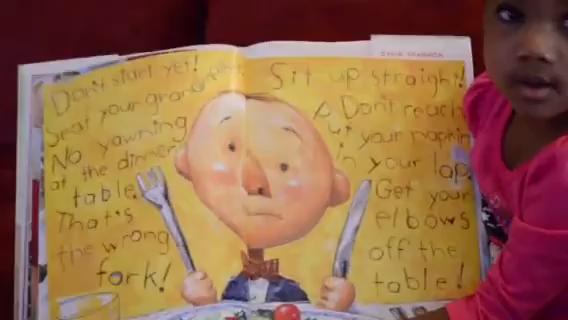 Don't start yet!
Seat your grandmother.
No yawning
at the dinner
table.
That's
the wrong
fork!
Sit up straight!
Don't reach.
Put your napkin
in your lap.
Get your
elbows
off the
table!